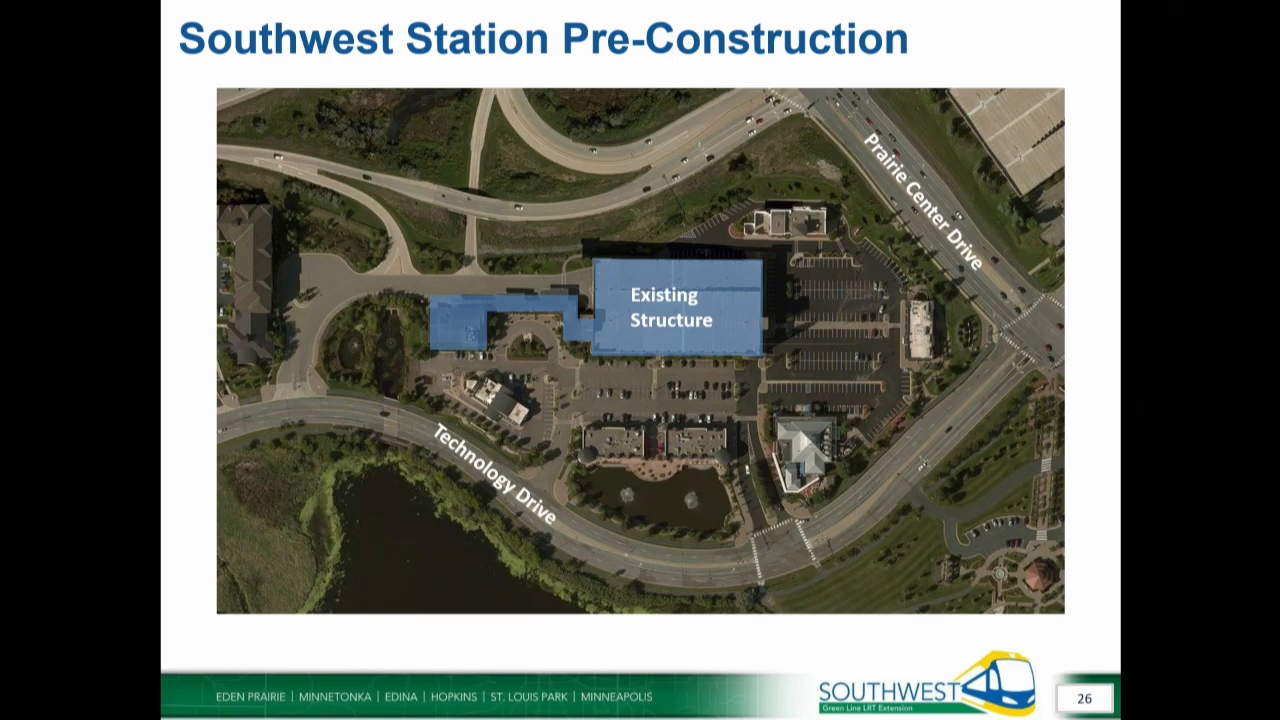 Southwest Station Pre-Construction
Prairie Center Drive
Existing
Structure
Technology Drive
EDEN PRAIRIE | MINNETONKA | EDINA | HOPKINS | ST. LOUIS PARK | MINNEAPOLIS
SOUTHWEST
Green Line LRT Extension
26